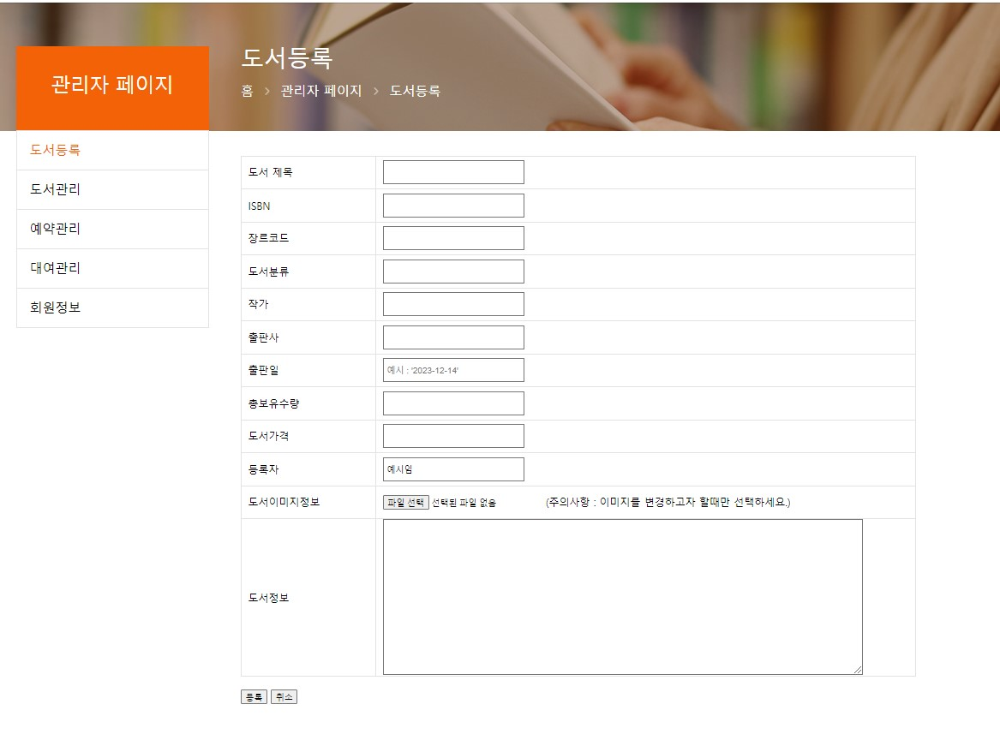 관리자 페이지
도서등록
홈 > 관리자 페이지 > 도서등록
도서등록
도서관리
예약관리
대여관리
회원정보
도서 제목
ISBN
장르코드
도서분류
작가
출판사
출판일 예시 : '2023-12-14'
총보유수량
도서가격
등록자 예시임
도서이미지정보 파일 선택 선택된 파일 없음 (주의사항 : 이미지를 변경하고자 할때만 선택하세요.)
도서정보
등록 취소